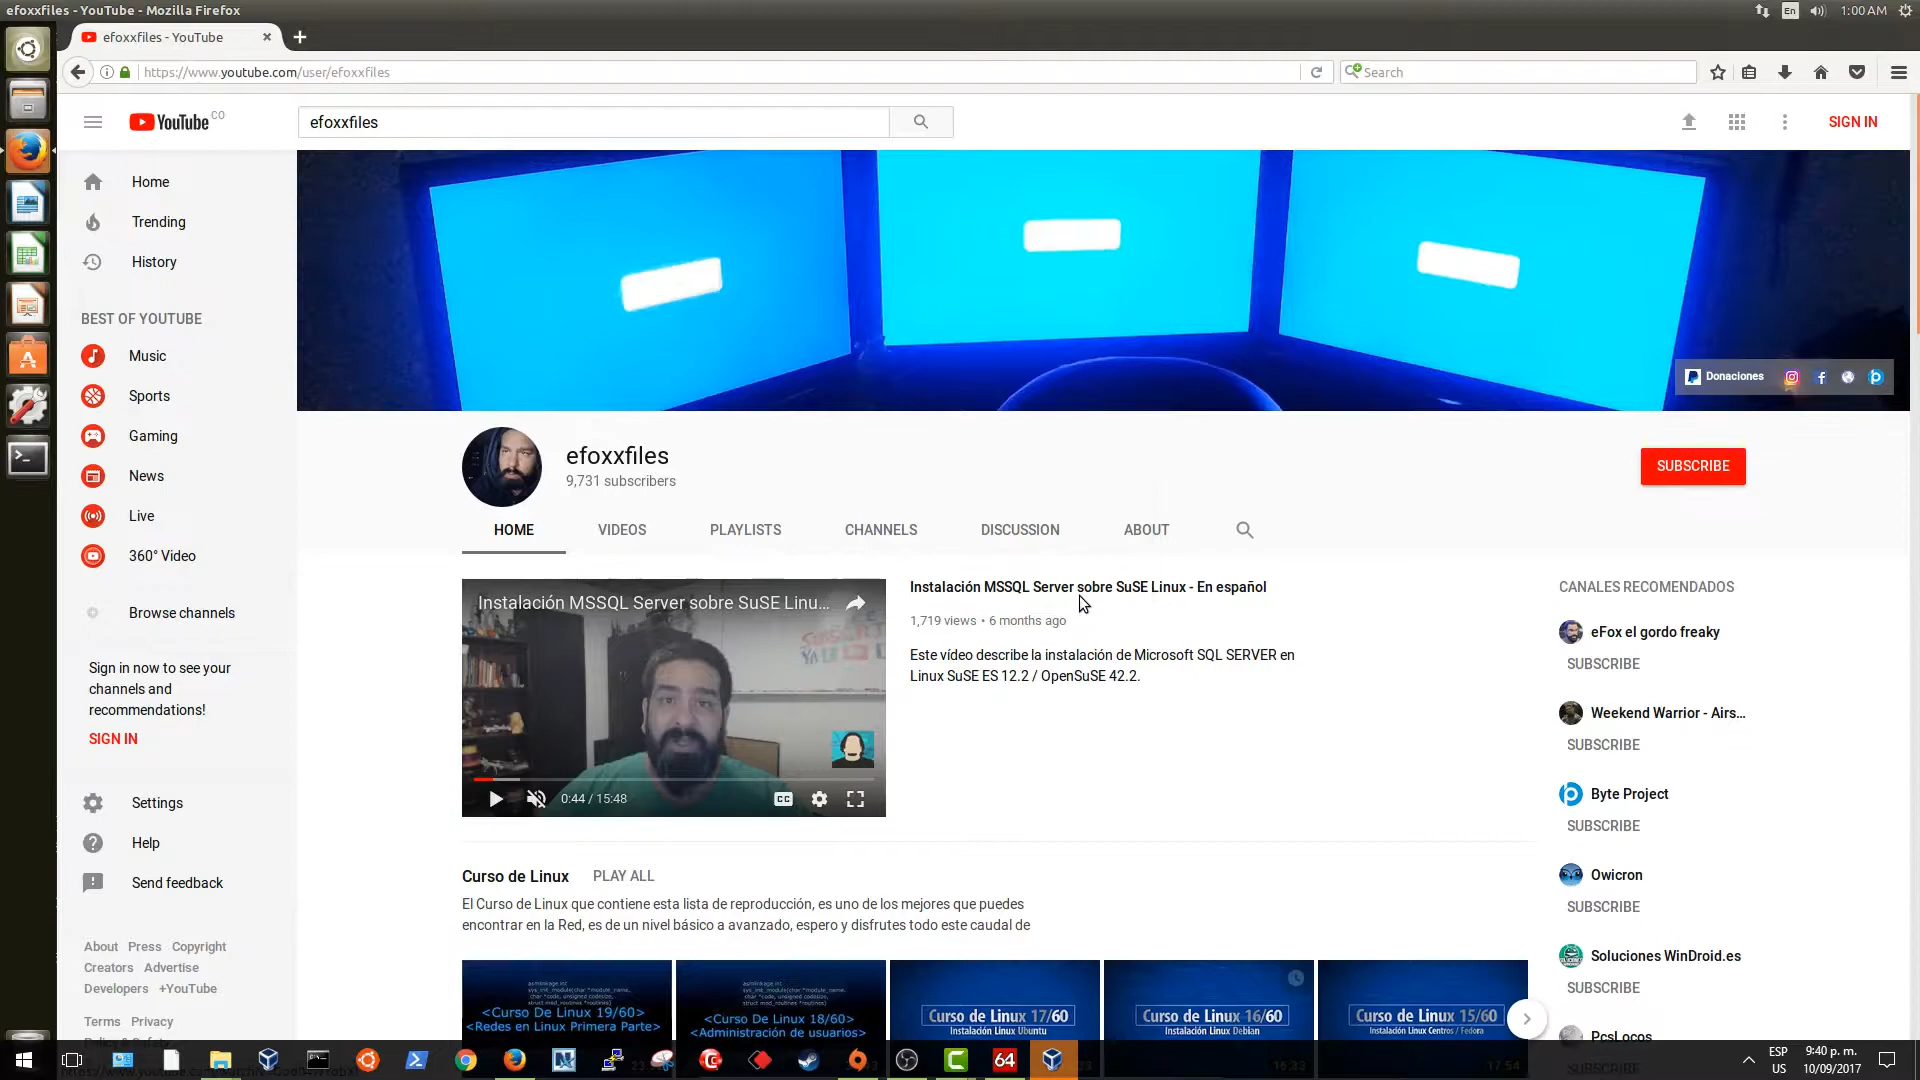 efoxxfiles - YouTube - Mozilla Firefox
En
1:00 AM
efoxxfiles - YouTube
https://www.youtube.com/user/efoxxfiles
Search
YouTube CO
efoxxfiles
SIGN IN
Home
Trending
History
BEST OF YOUTUBE
Music
Sports
Gaming
News
Live
360° Video
Browse channels
Sign in now to see your
channels and
recommendations!
SIGN IN
Settings
Help
Send feedback
About Press Copyright
Creators Advertise
Developers +YouTube
Terms Privacy
Donaciones
efoxxfiles
9,731 subscribers
SUBSCRIBE
HOME
VIDEOS
PLAYLISTS
CHANNELS
DISCUSSION
ABOUT
Instalación MSSQL Server sobre SuSE Linu...
0:44 / 15:48
CC
Instalación MSSQL Server sobre SuSE Linux - En español
1,719 views • 6 months ago
Este vídeo describe la instalación de Microsoft SQL SERVER en
Linux SuSE ES 12.2 / OpenSuSE 42.2.
Curso de Linux PLAY ALL
El Curso de Linux que contiene esta lista de reproducción, es uno de los mejores que puedes
encontrar en la Red, es de un nivel básico a avanzado, espero y disfrutes todo este caudal de
<Curso De Linux 19/60>
<Redes en Linux Primera Parte>
<Curso De Linux 18/60>
<Administración de usuarios>
Curso de Linux 17/60
Instalación Linux Ubuntu
Curso de Linux 16/60
Instalación Linux Debian
Curso de Linux 15/60
Instalación Linux Centos / Fedora
16:33
17:54
CANALES RECOMENDADOS
eFox el gordo freaky
SUBSCRIBE
Weekend Warrior - Airs...
SUBSCRIBE
Byte Project
SUBSCRIBE
Owicron
SUBSCRIBE
Soluciones WinDroid.es
SUBSCRIBE
PcsLocos
64
ESP
US
9:40 p. m.
10/09/2017